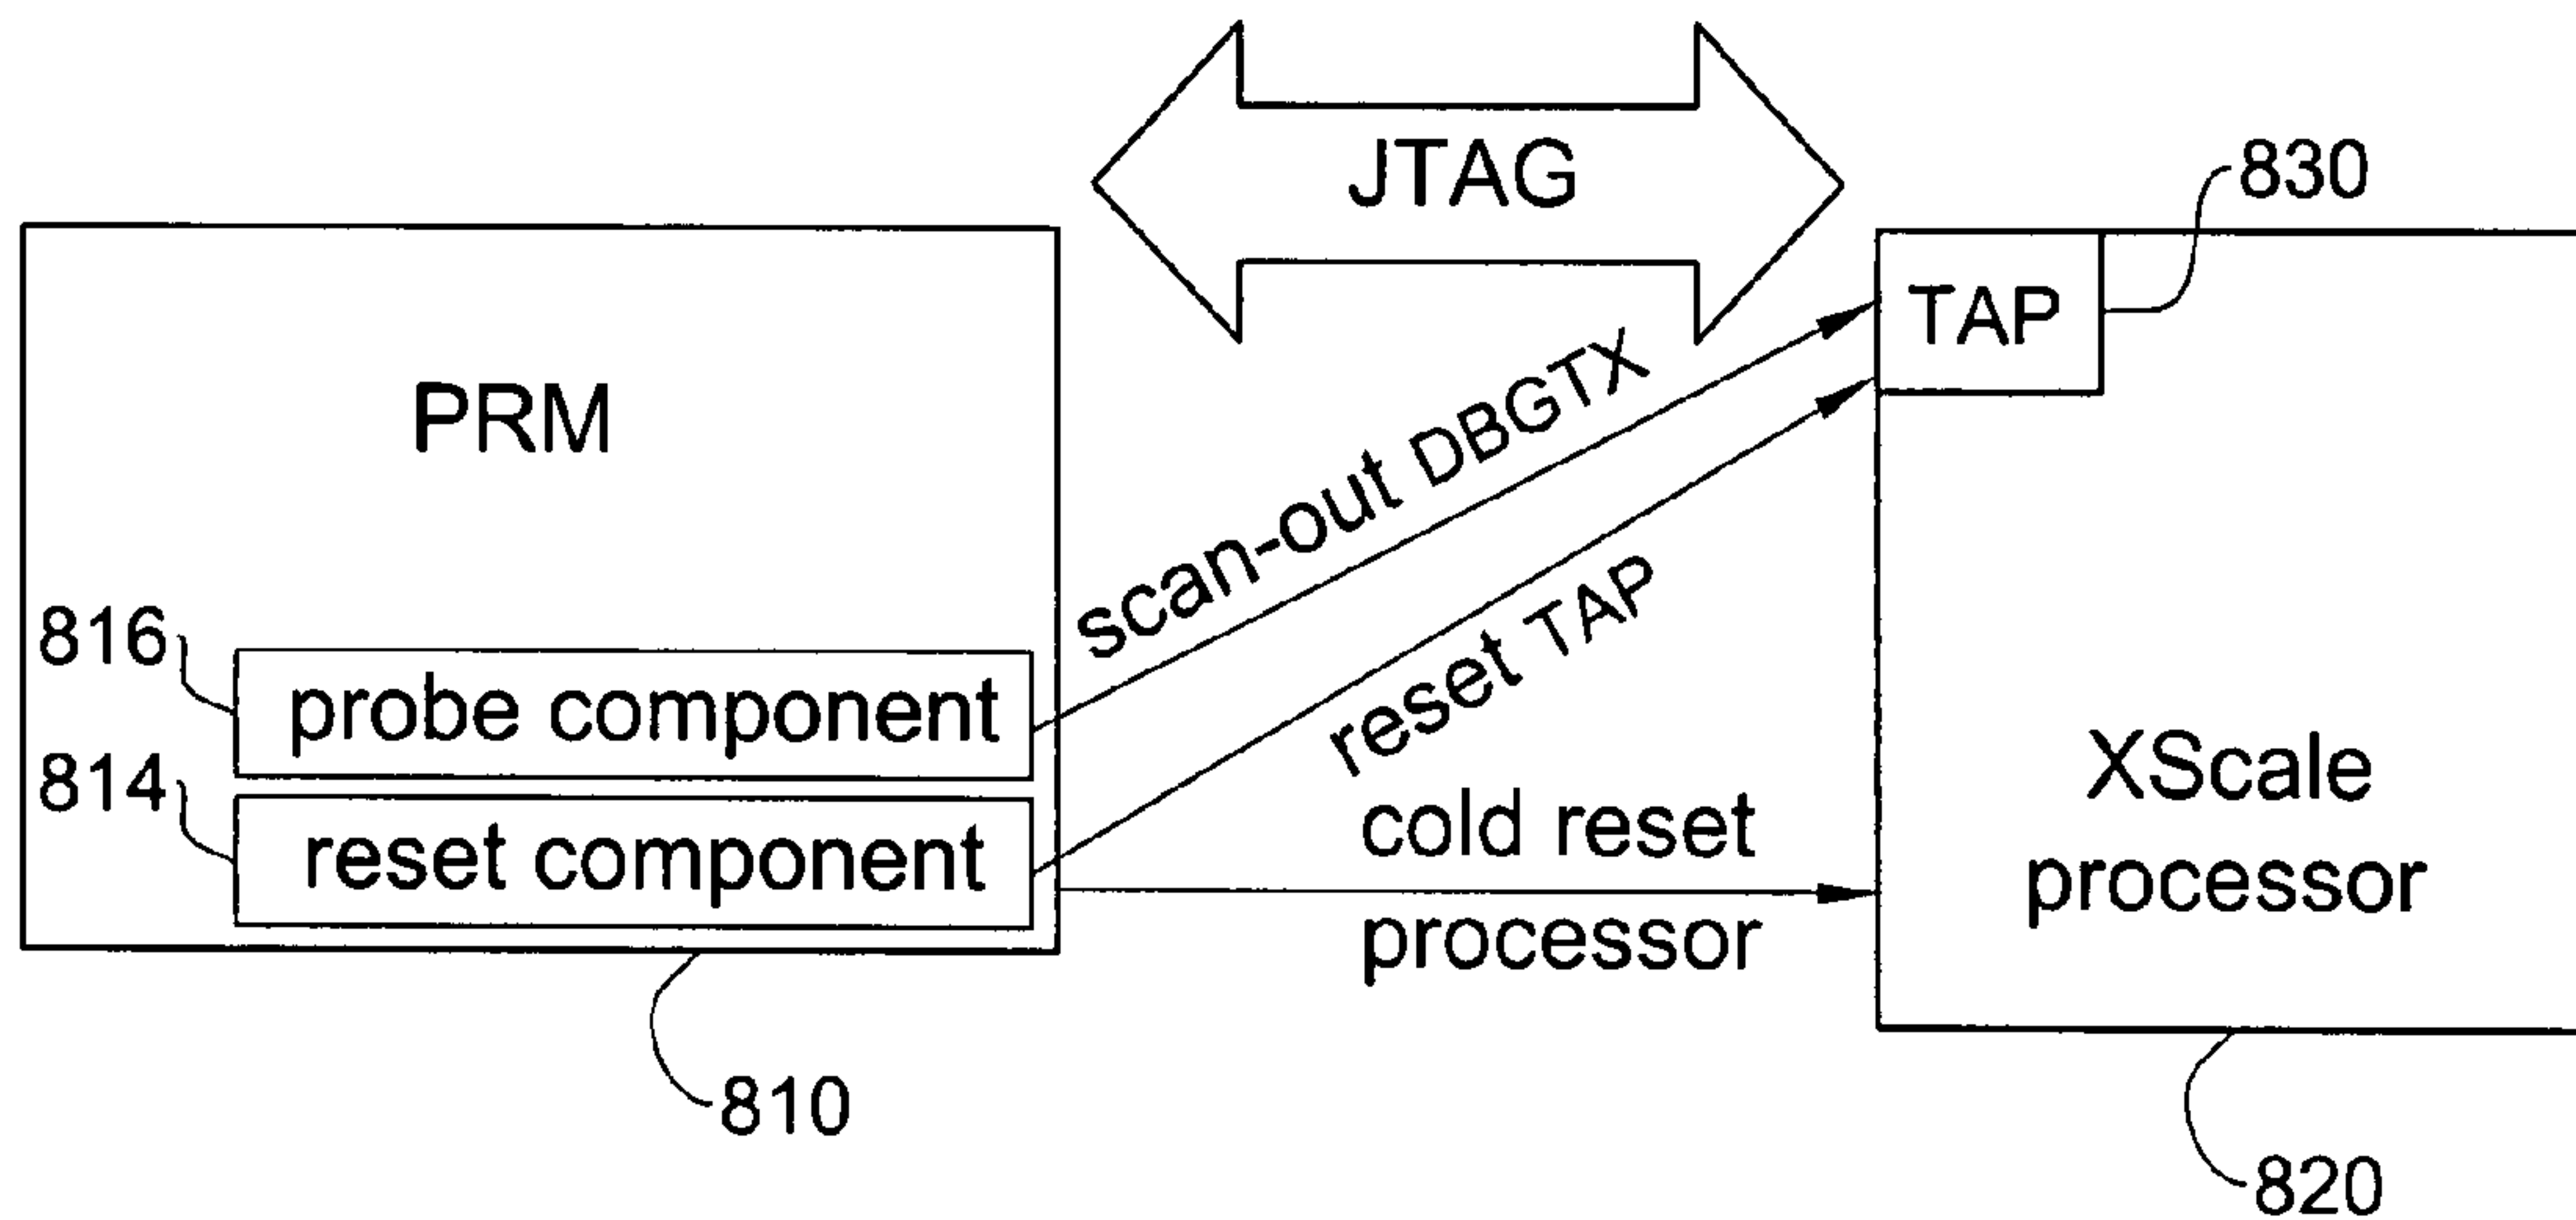 JTAG
830
TAP
PRM
scan-out DBGTX
reset TAP
816
probe component
814
reset component
cold reset
processor
XScale
processor
810
820